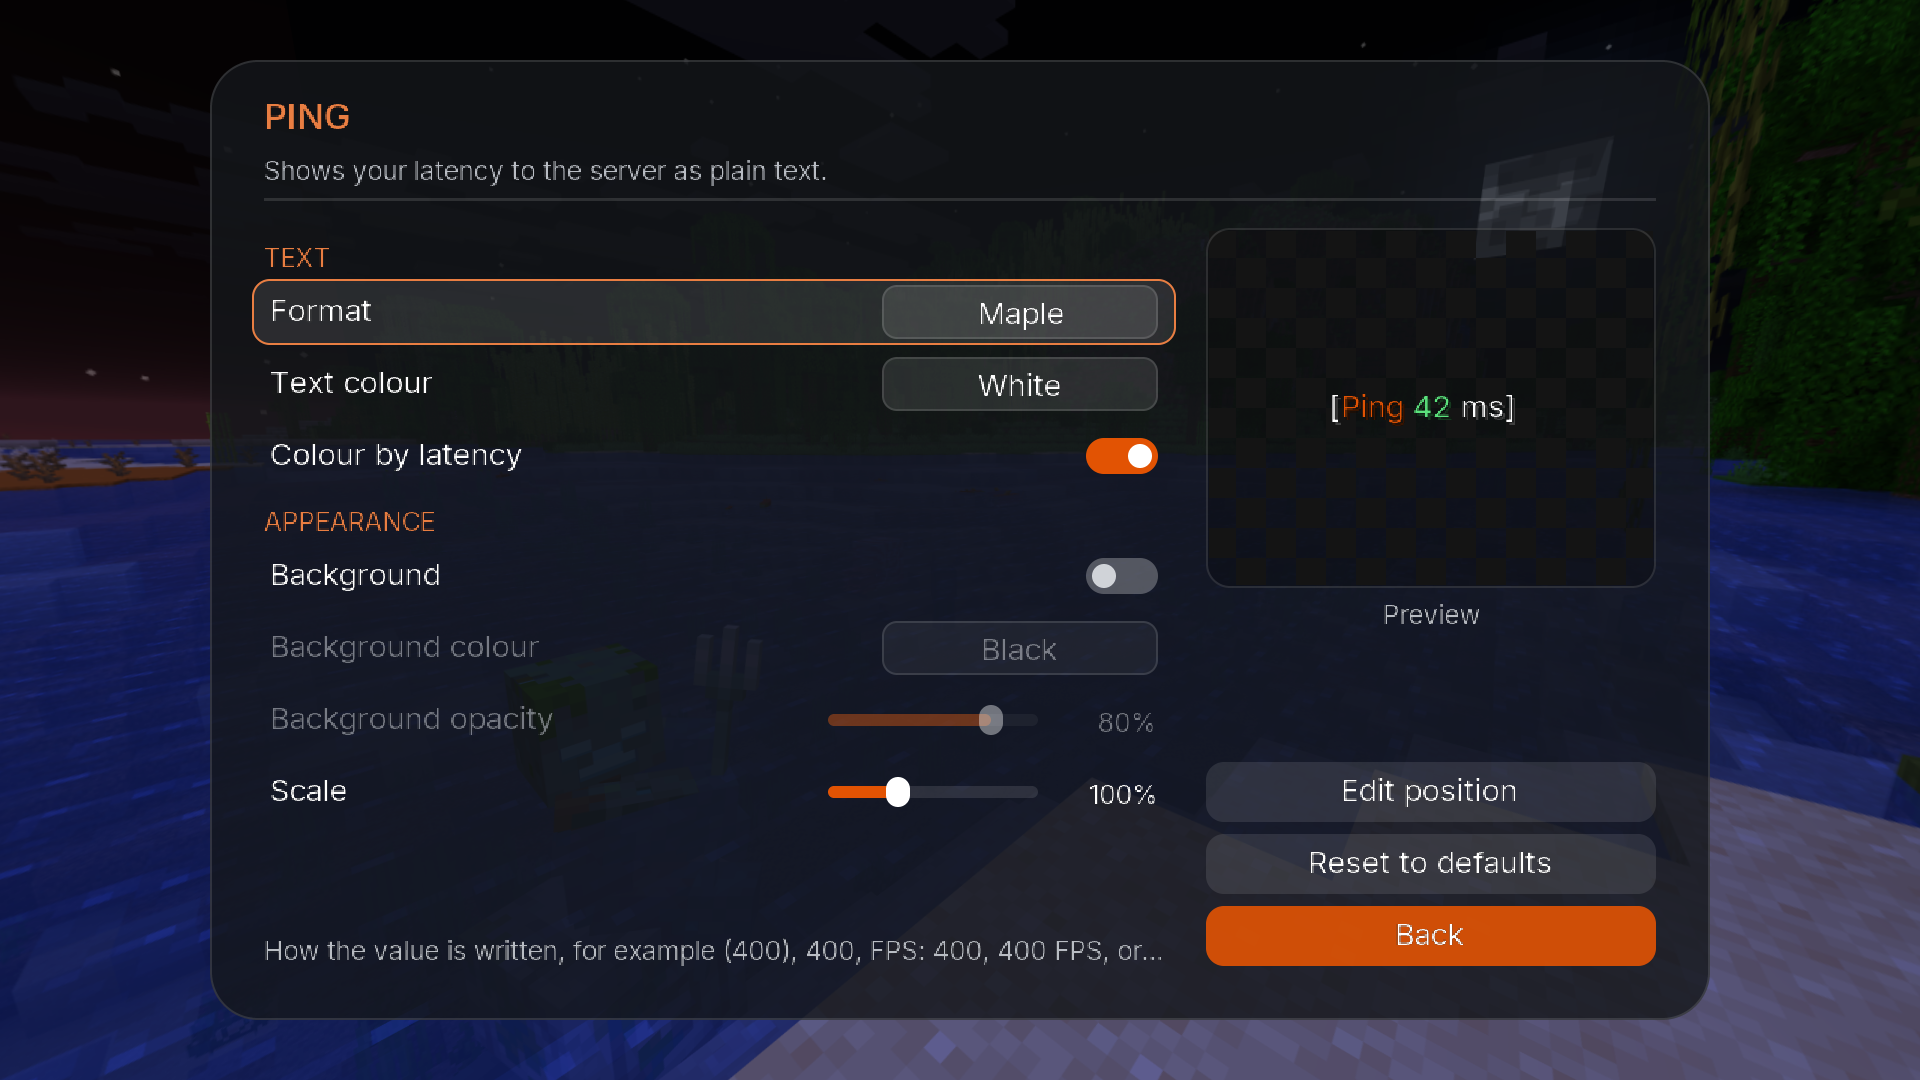 PING
Shows your latency to the server as plain text.
TEXT
Format
Maple
Text colour
White
Colour by latency
APPEARANCE
Background
Background colour
Black
Background opacity
80%
Scale
100%
How the value is written, for example (400), 400, FPS: 400, 400 FPS, or...
[Ping 42 ms]
Preview
Edit position
Reset to defaults
Back